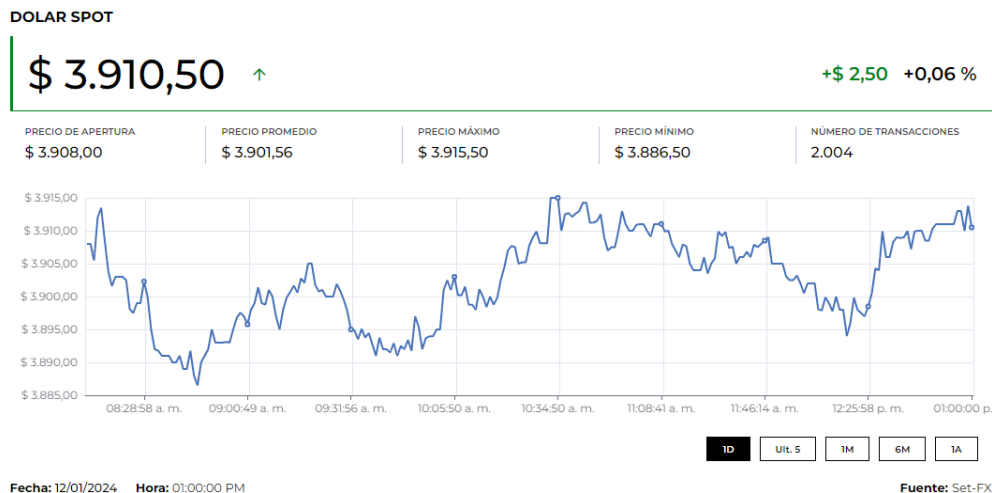 DOLAR SPOT
$ 3.910,50 ↑ +$ 2,50 +0,06 %
PRECIO DE APERTURA PRECIO PROMEDIO PRECIO MÁXIMO PRECIO MÍNIMO NÚMERO DE TRANSACCIONES
$ 3.908,00 $ 3.901,56 $ 3.915,50 $ 3.886,50 2.004
$ 3.915,00
$ 3.910,00
$ 3.905,00
$ 3.900,00
$ 3.895,00
$ 3.890,00
$ 3.885,00
08:28:58 a. m. 09:00:49 a. m. 09:31:56 a. m. 10:05:50 a. m. 10:34:50 a. m. 11:08:41 a. m. 11:46:14 a. m. 12:25:58 p. m. 01:00:00 p.
1D Ult. 5 1M 6M 1A
Fecha: 12/01/2024 Hora: 01:00:00 PM Fuente: Set-FX